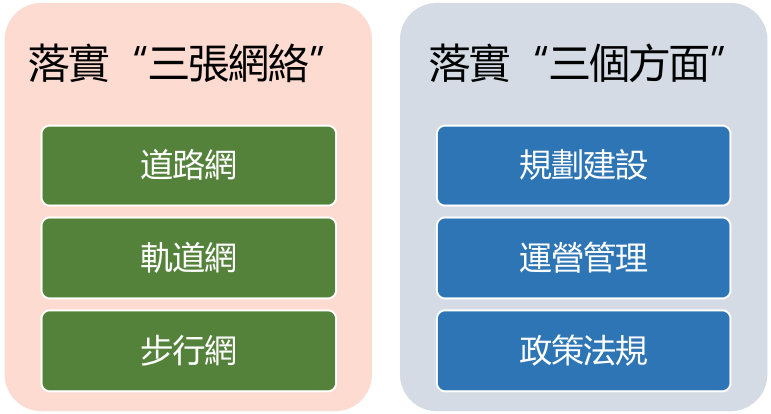 落實“三張網絡”
道路網
軌道網
步行網
落實“三個方面”
規劃建設
運營管理
政策法規